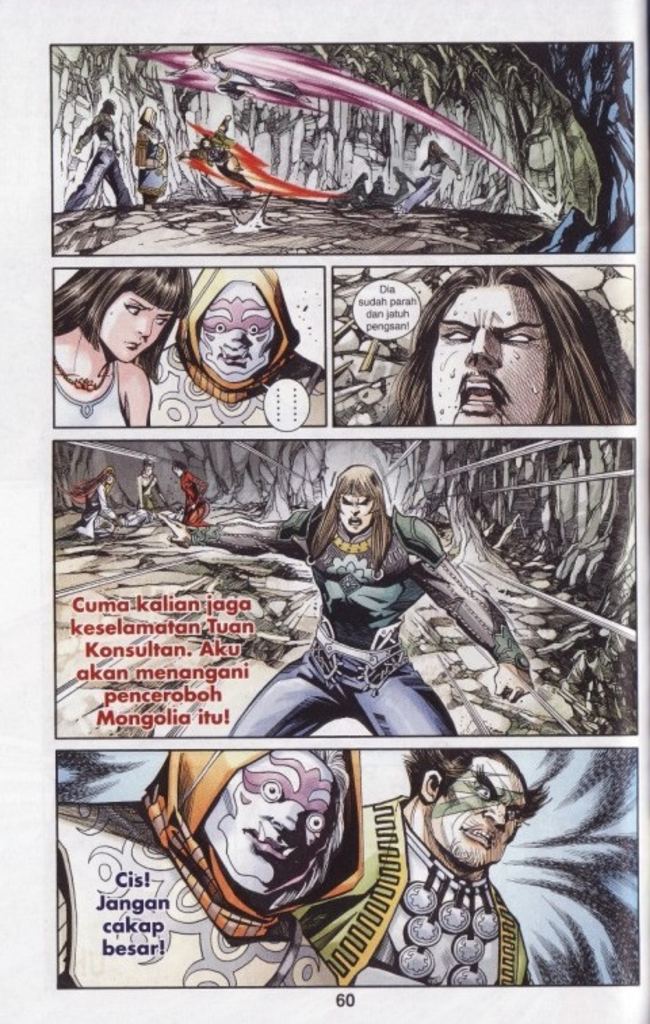 Dia
sudah parah
dan jatuh
pengsan!
Cuma kalian jaga
keselamatan Tuan
Konsultan. Aku
akan menangani
penceroboh
Mongolia itu!
Cis!
Jangan
cakap
besar!
60